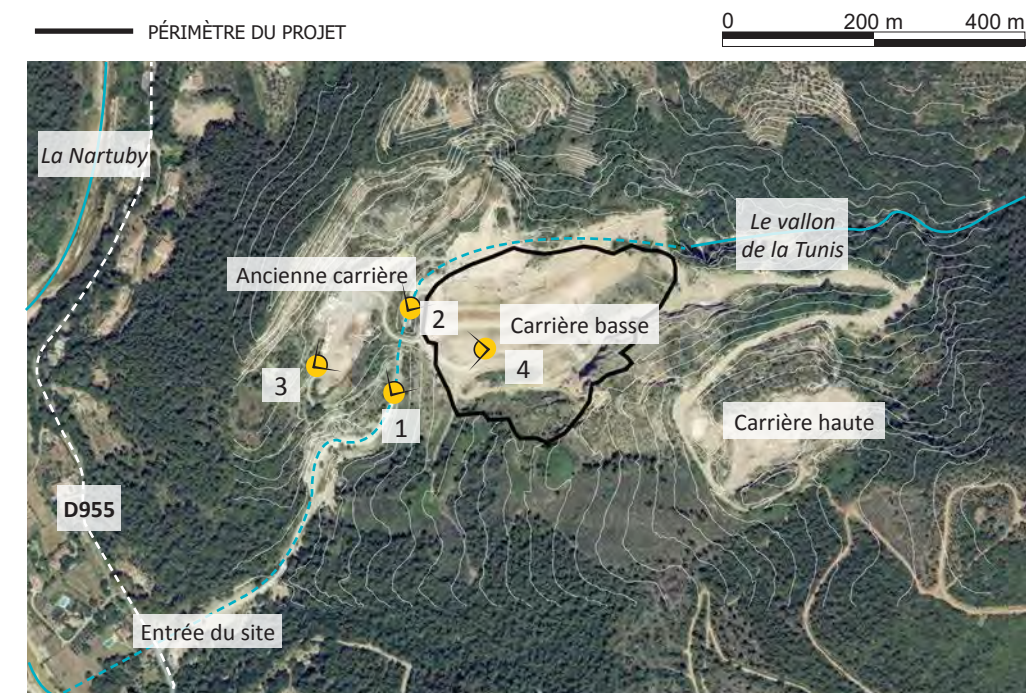 PÉRIMÈTRE DU PROJET
0 200 m 400 m
La Nartuby
Le vallon
de la Tunis
Ancienne carrière
2
Carrière basse
4
3
1
Carrière haute
D955
Entrée du site